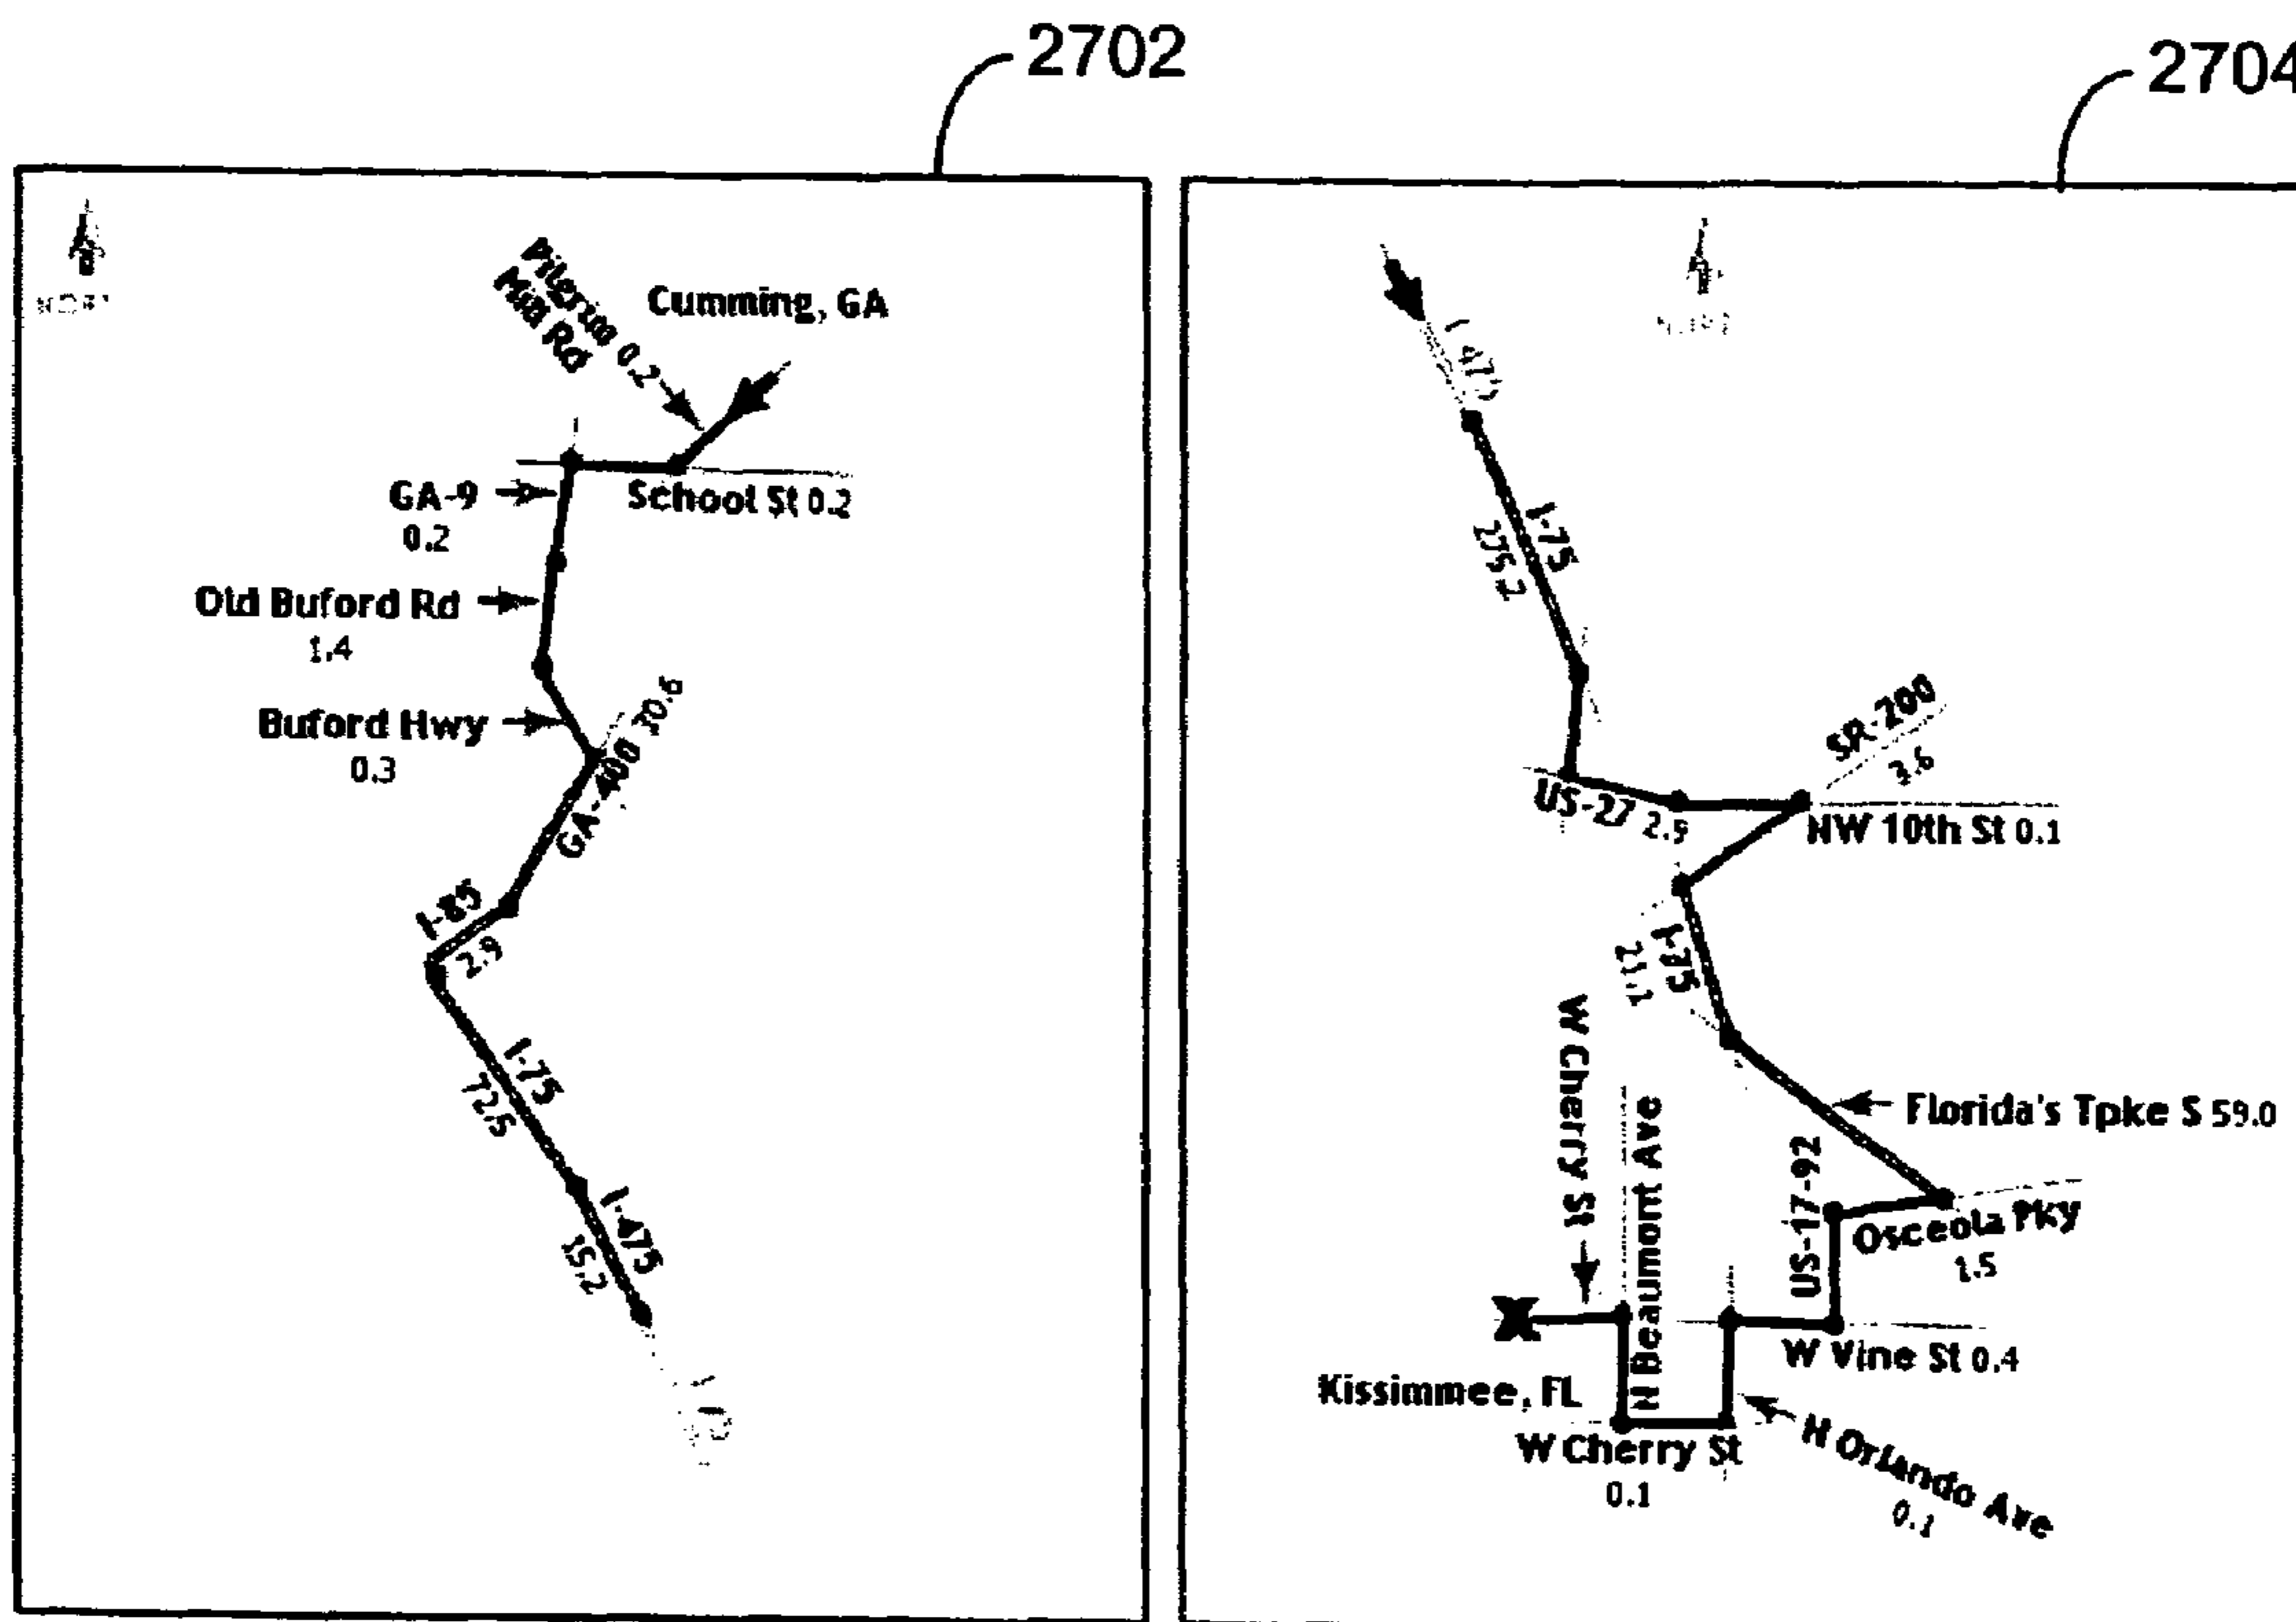 2702
2704
Cumming, GA
Pilgrim 0.2
Mill Rd
GA-9
0.2
School St 0.2
Old Buford Rd
1.4
Buford Hwy
0.3
GA-400 30.6
I-85
2.9
I-75
72.5
I-475
15.2
I-475
I-75
US-27 2.9
SR-200
3.6
NW 10th St 0.1
I-75
Florida's Tpke S 59.0
US-17-92
Osceola Pky
1.5
W Cherry St
N Beaumont Ave
W Vine St 0.4
Kissimmee, FL
W Cherry St
0.1
N Orlando Ave
0.1